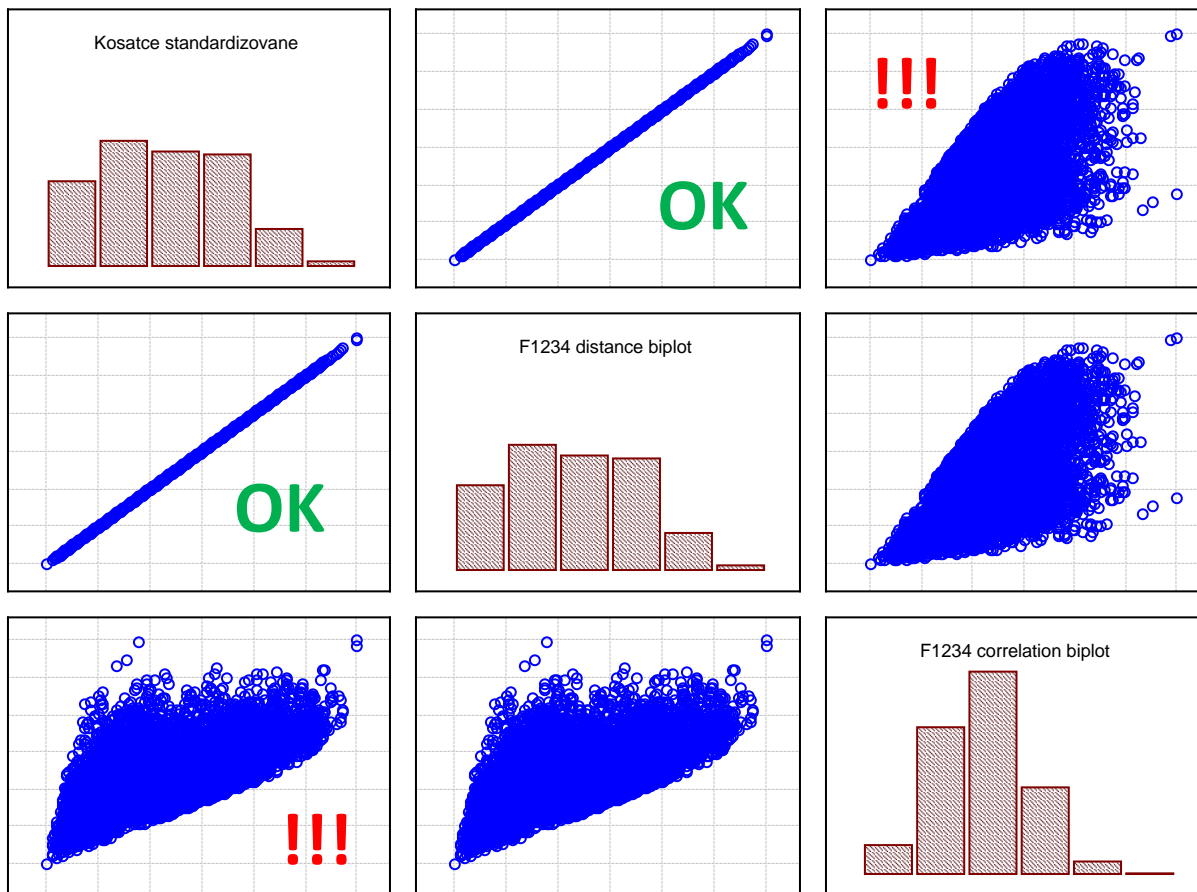 Kosatce standardizovane
OK
!!!
OK
F1234 distance biplot
!!!
F1234 correlation biplot